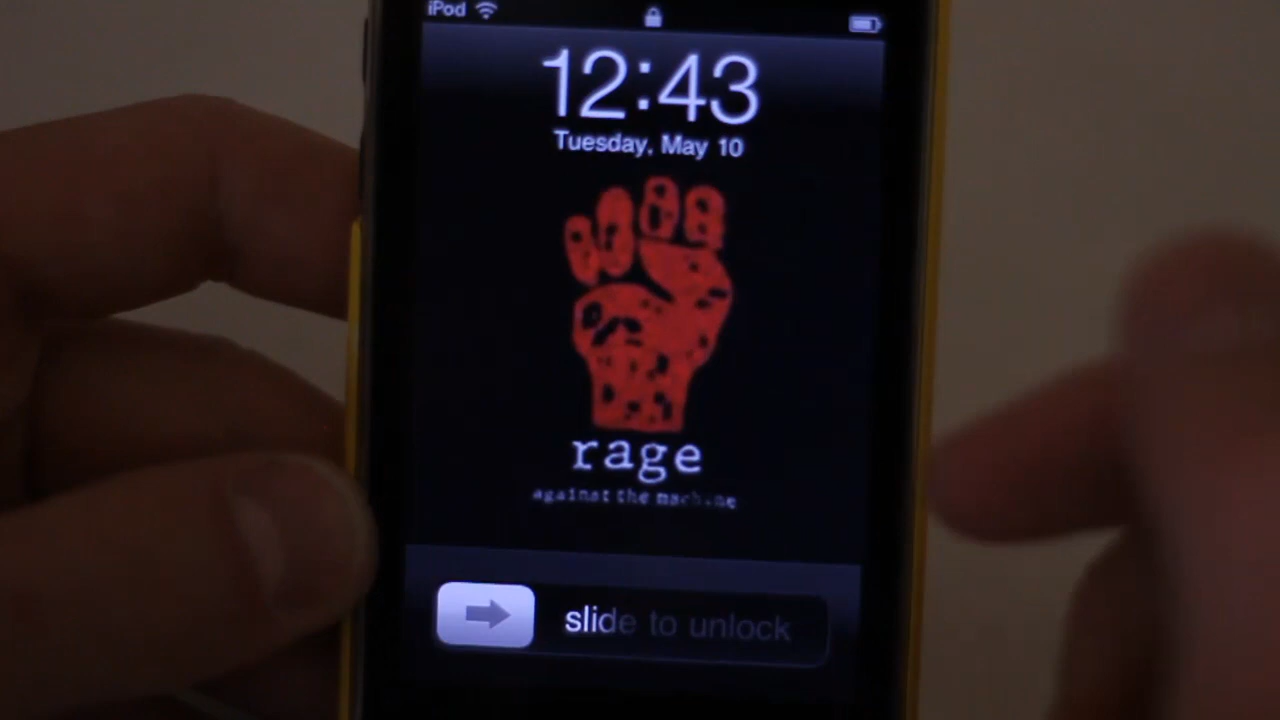 iPod
12:43
Tuesday, May 10
rage
against the machine
slide to unlock